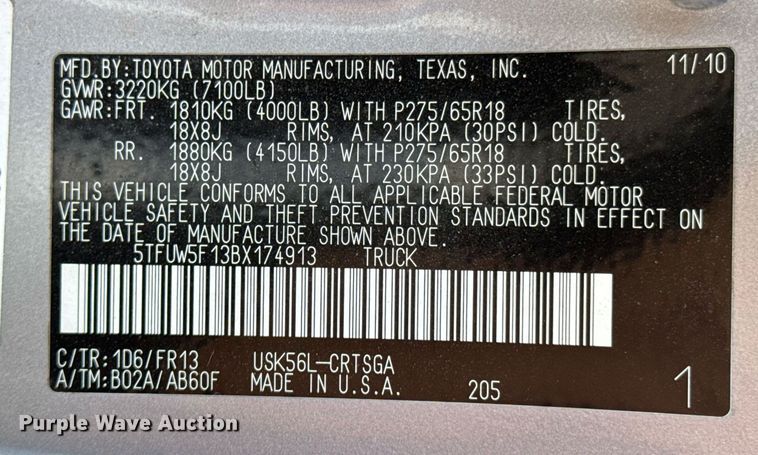 MFD.BY:TOYOTA MOTOR MANUFACTURING, TEXAS, INC. 11/10
GVWR:3220KG (7100LB)
GAWR:FRT. 1810KG (4000LB) WITH P275/65R18 TIRES,
18X8J RIMS, AT 210KPA (30PSI) COLD.
RR. 1880KG (4150LB) WITH P275/65R18 TIRES,
18X8J RIMS, AT 230KPA (33PSI) COLD.
THIS VEHICLE CONFORMS TO ALL APPLICABLE FEDERAL MOTOR
VEHICLE SAFETY AND THEFT PREVENTION STANDARDS IN EFFECT ON
THE DATE OF MANUFACTURE SHOWN ABOVE.
5TFUW5F13BX174913 TRUCK
C/TR:1D6/FR13 USK56L-CRTSGA
A/TM:B02A/AB60F MADE IN U.S.A. 205 1
Purple Wave Auction